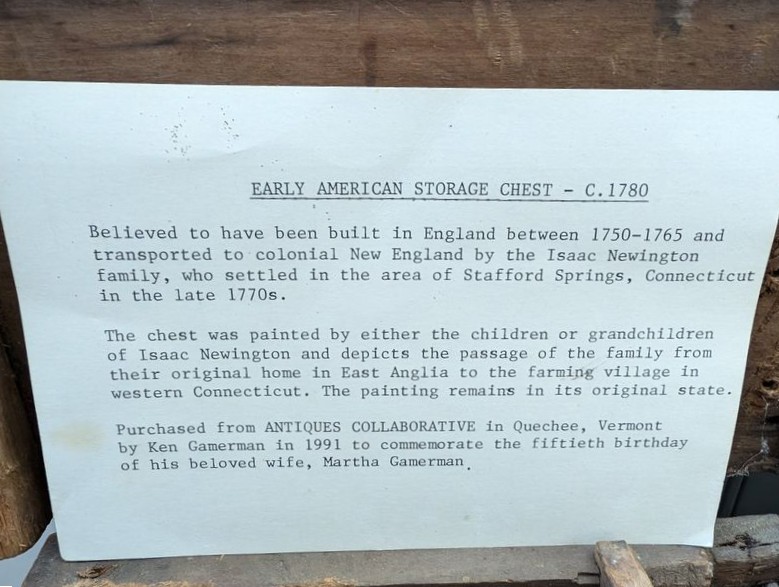 EARLY AMERICAN STORAGE CHEST - C.1780
Believed to have been built in England between 1750-1765 and
transported to colonial New England by the Isaac Newington
family, who settled in the area of Stafford Springs, Connecticut
in the late 1770s.
The chest was painted by either the children or grandchildren
of Isaac Newington and depicts the passage of the family from
their original home in East Anglia to the farming village in
western Connecticut. The painting remains in its original state.
Purchased from ANTIQUES COLLABORATIVE in Quechee, Vermont
by Ken Gamerman in 1991 to commemorate the fiftieth birthday
of his beloved wife, Martha Gamerman.